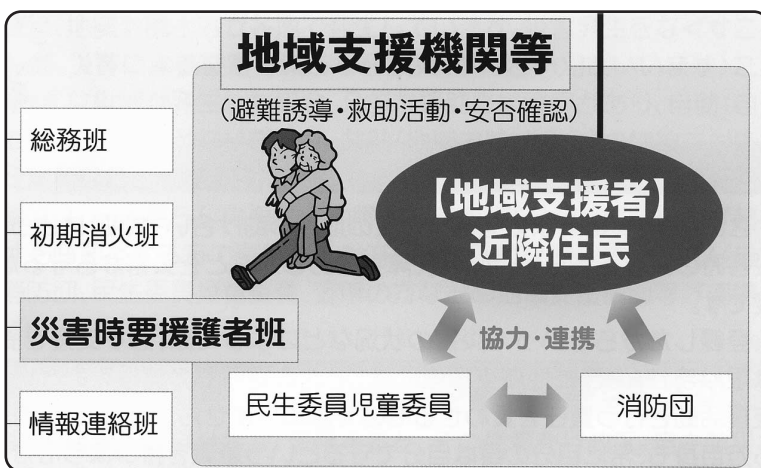 地域支援機関等
(避難誘導・救助活動・安否確認)
総務班
初期消火班
災害時要援護者班
情報連絡班
【地域支援者】
近隣住民
協力・連携
民生委員児童委員
消防団